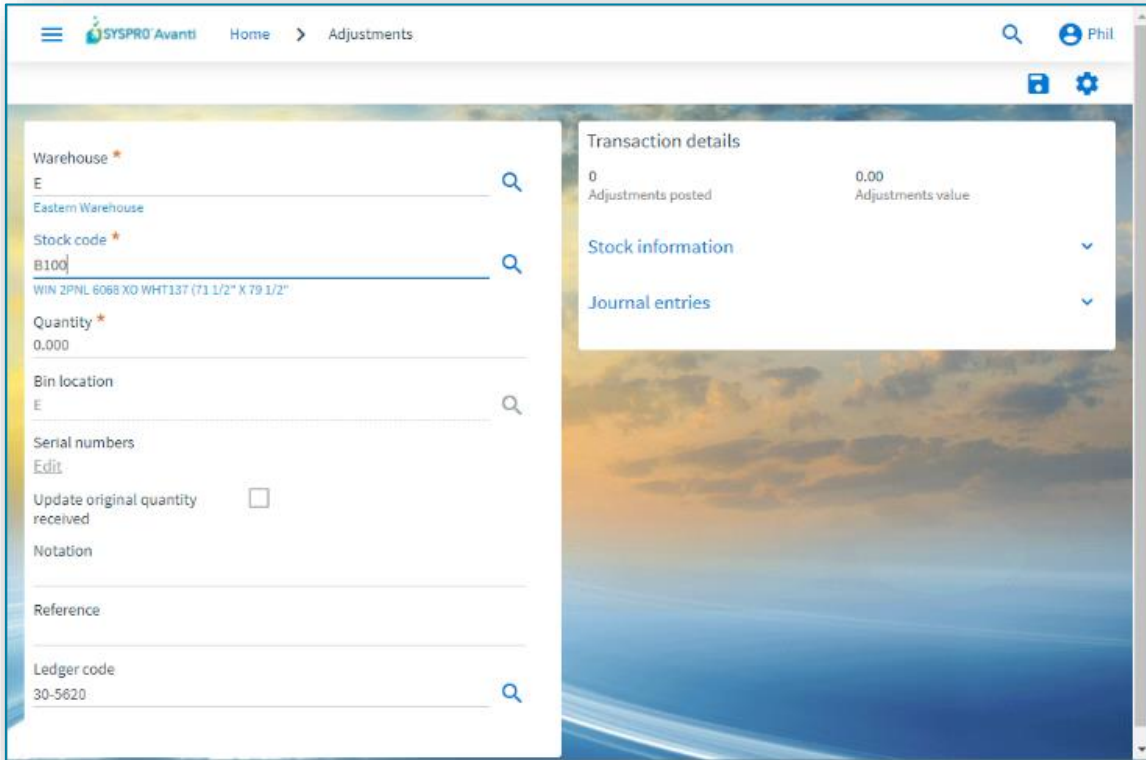 SYSPRO Avanti Home > Adjustments Phil
Warehouse *
E
Eastern Warehouse
Stock code *
B100
WIN 2PNL 6068 XO WHT137 (71 1/2" X 79 1/2"
Quantity *
0.000
Bin location
E
Serial numbers
Edit
Update original quantity
received
Notation
Reference
Ledger code
30-5620
Transaction details
0 0.00
Adjustments posted Adjustments value
Stock information
Journal entries